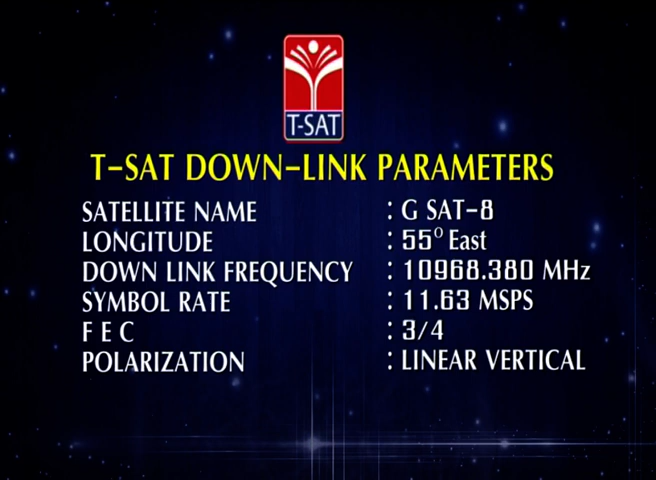 T-SAT
T-SAT DOWN-LINK PARAMETERS
SATELLITE NAME : G SAT-8
LONGITUDE : 55° East
DOWN LINK FREQUENCY : 10968.380 MHz
SYMBOL RATE : 11.63 MSPS
F E C : 3/4
POLARIZATION : LINEAR VERTICAL